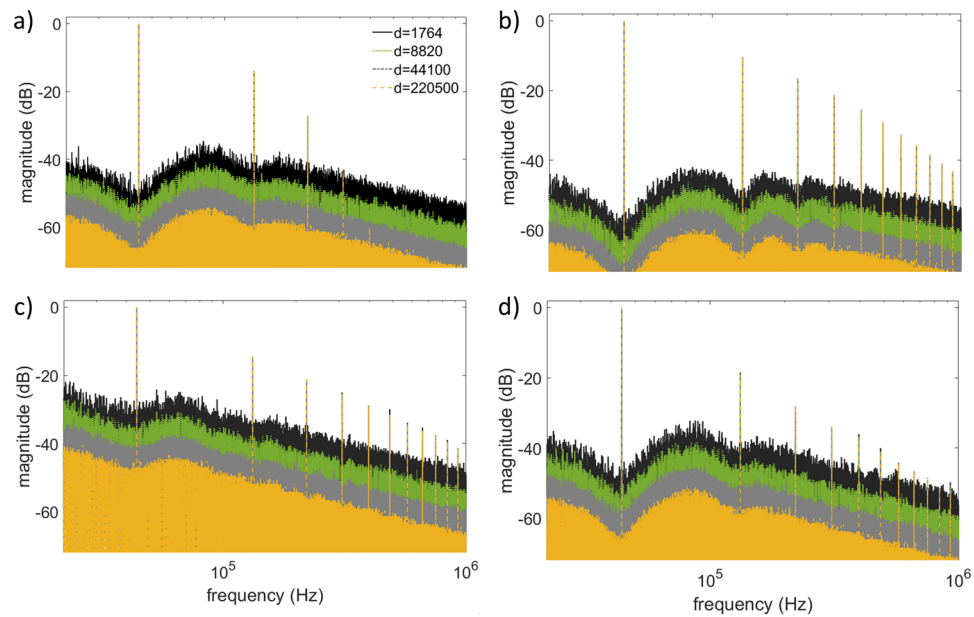 a)
magnitude (dB)
0
-20
-40
-60
d=1764
d=8820
d=44100
d=220500
b)
magnitude (dB)
0
-20
-40
-60
c)
magnitude (dB)
0
-20
-40
-60
10^5
10^6
frequency (Hz)
d)
magnitude (dB)
0
-20
-40
-60
10^5
10^6
frequency (Hz)